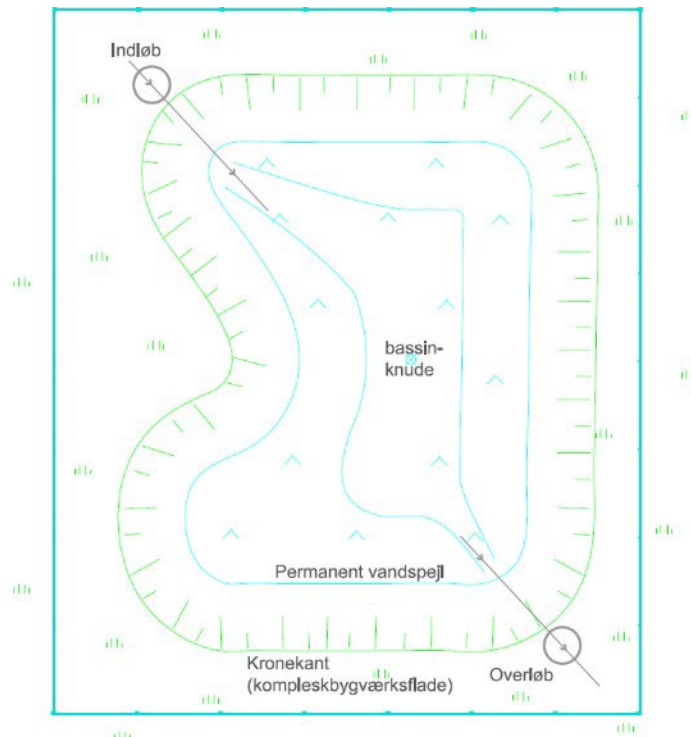 Indløb
bassin-
knude
Permanent vandspejl
Kronekant
(kompleskbygværksflade)
Overløb